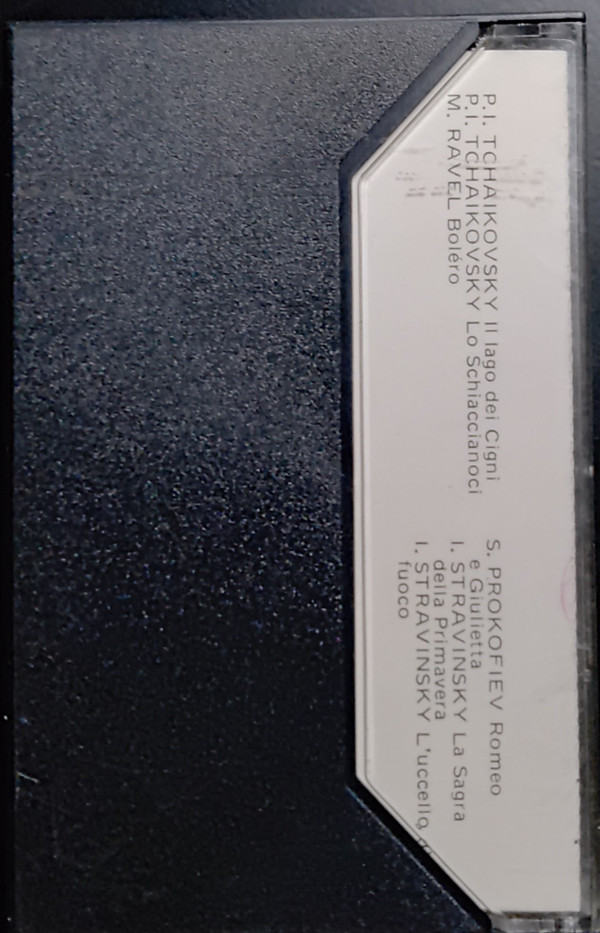 P.I. TCHAIKOVSKY Il lago dei Cigni
P.I. TCHAIKOVSKY Lo Schiaccianoci
M. RAVEL Boléro
S. PROKOFIEV Romeo
e Giulietta
I. STRAVINSKY La Sagra
della Primavera
I. STRAVINSKY L'uccello
fuoco